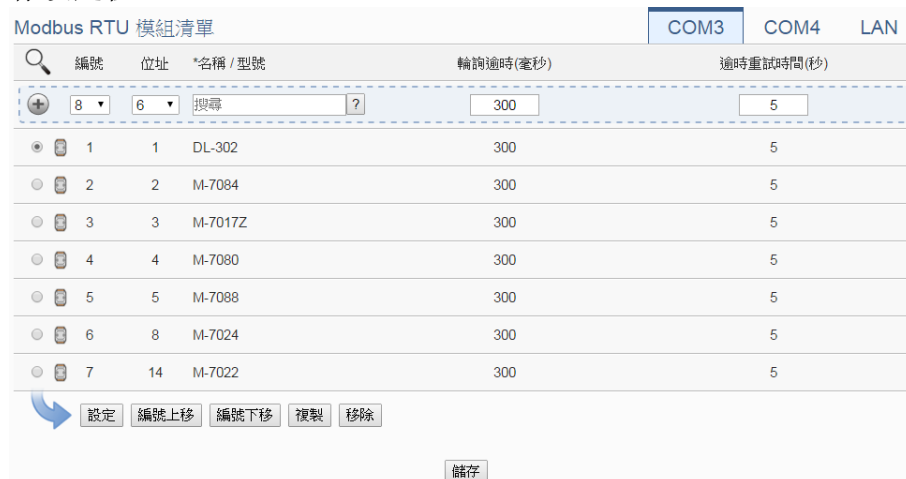 Modbus RTU 模組清單 COM3 COM4 LAN
編號 位址 *名稱 / 型號 輪詢逾時(毫秒) 逾時重試時間(秒)
8 6 搜尋 ? 300 5
1 1 DL-302 300 5
2 2 M-7084 300 5
3 3 M-7017Z 300 5
4 4 M-7080 300 5
5 5 M-7088 300 5
6 8 M-7024 300 5
7 14 M-7022 300 5
設定 編號上移 編號下移 複製 移除
儲存